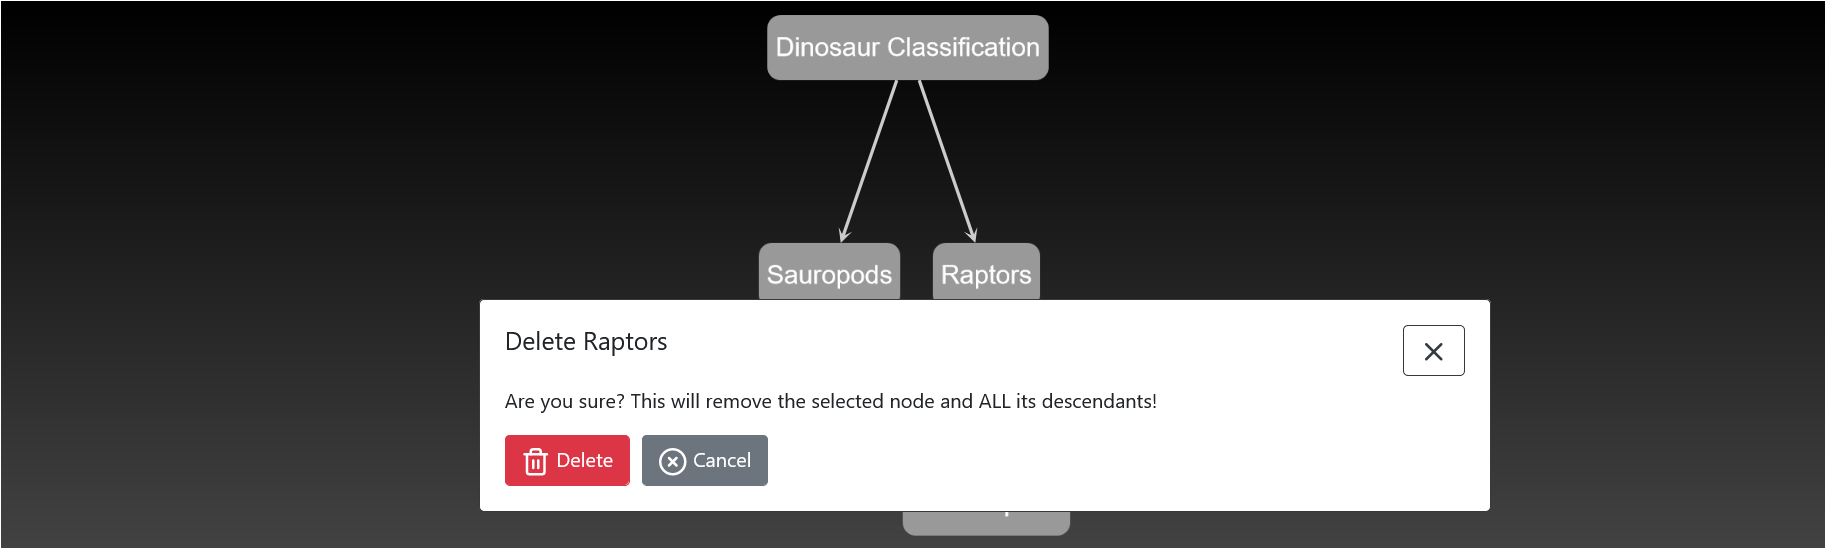 Dinosaur Classification
Sauropods
Raptors
Delete Raptors
Are you sure? This will remove the selected node and ALL its descendants!
Delete
Cancel